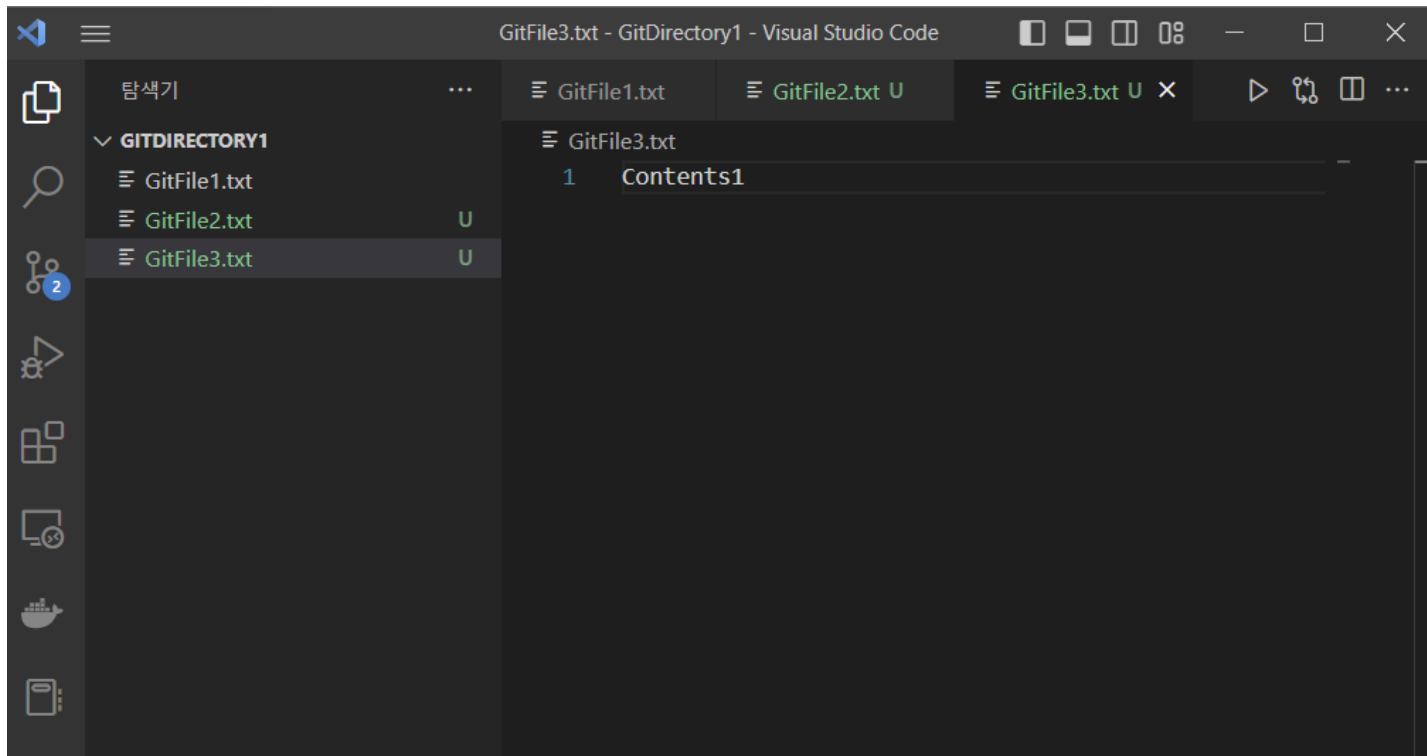 GitFile3.txt - GitDirectory1 - Visual Studio Code
탐색기
GitFile1.txt
GitFile2.txt U
GitFile3.txt U
GITDIRECTORY1
GitFile1.txt
GitFile2.txt U
GitFile3.txt U
2
GitFile3.txt
1 Contents1